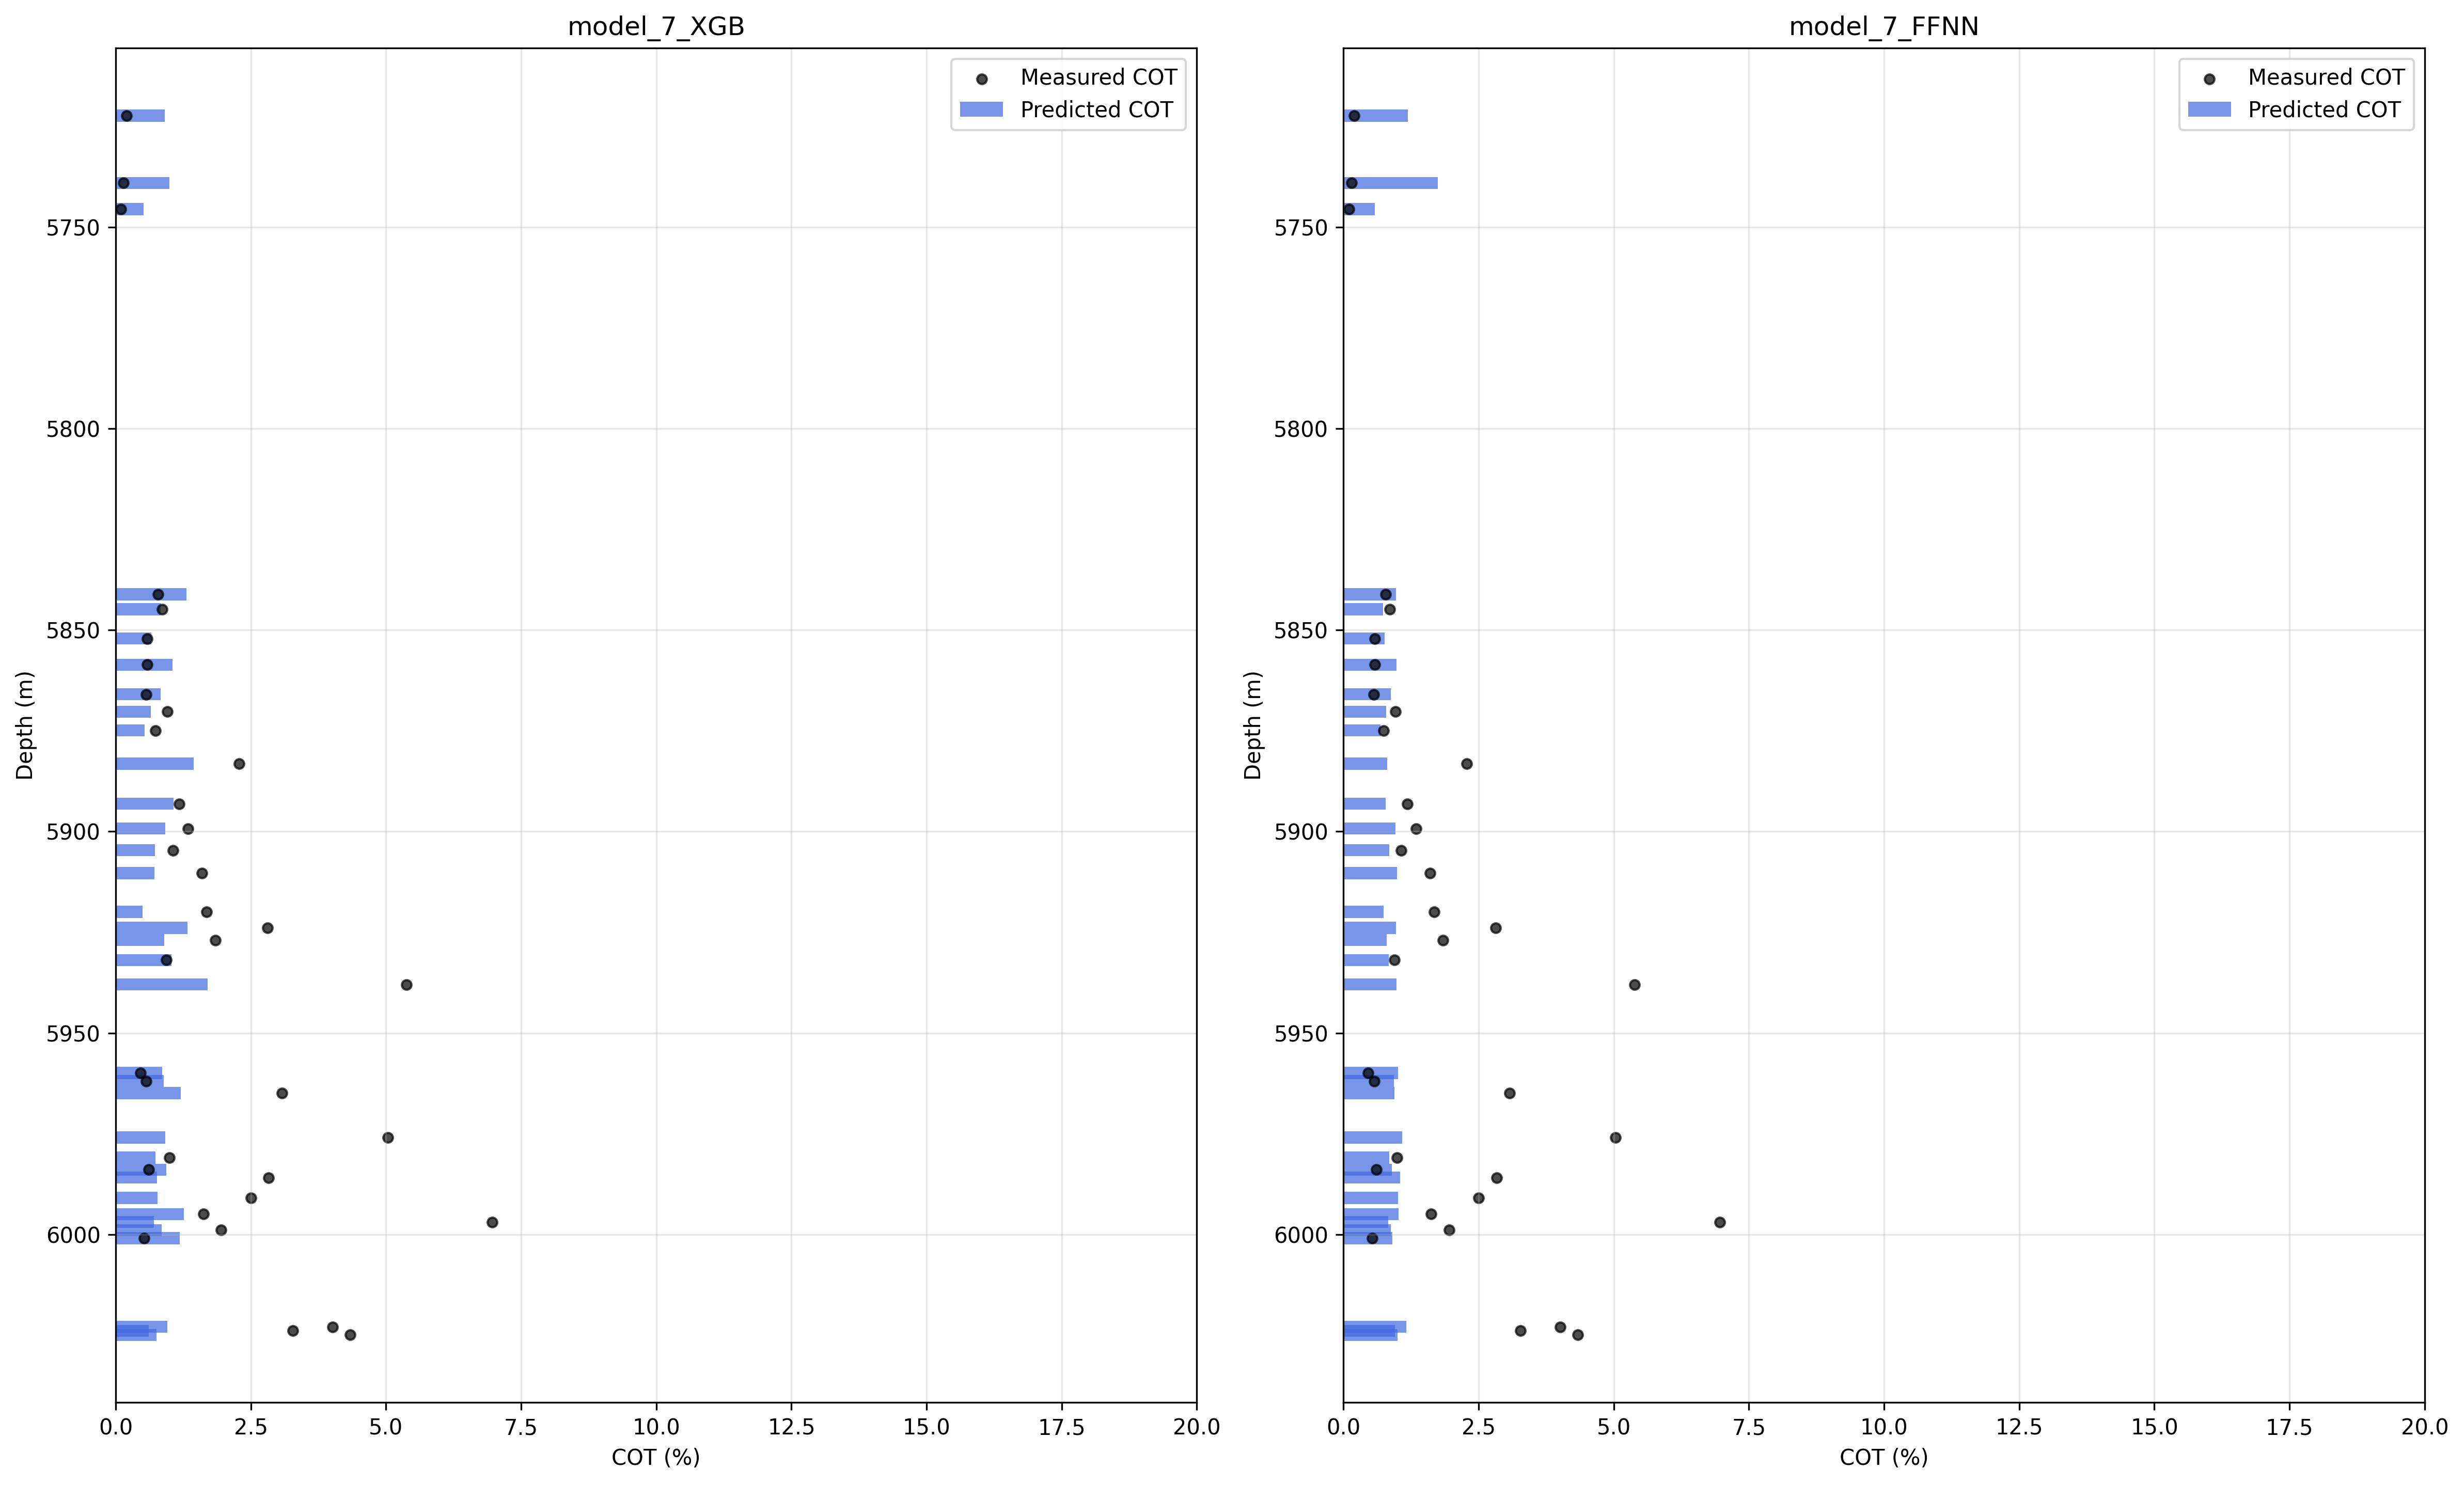 model_7_XGB
Measured COT
Predicted COT
5750
5800
5850
5900
5950
6000
Depth (m)
0.0 2.5 5.0 7.5 10.0 12.5 15.0 17.5 20.0
COT (%)
model_7_FFNN
Measured COT
Predicted COT
5750
5800
5850
5900
5950
6000
Depth (m)
0.0 2.5 5.0 7.5 10.0 12.5 15.0 17.5 20.0
COT (%)